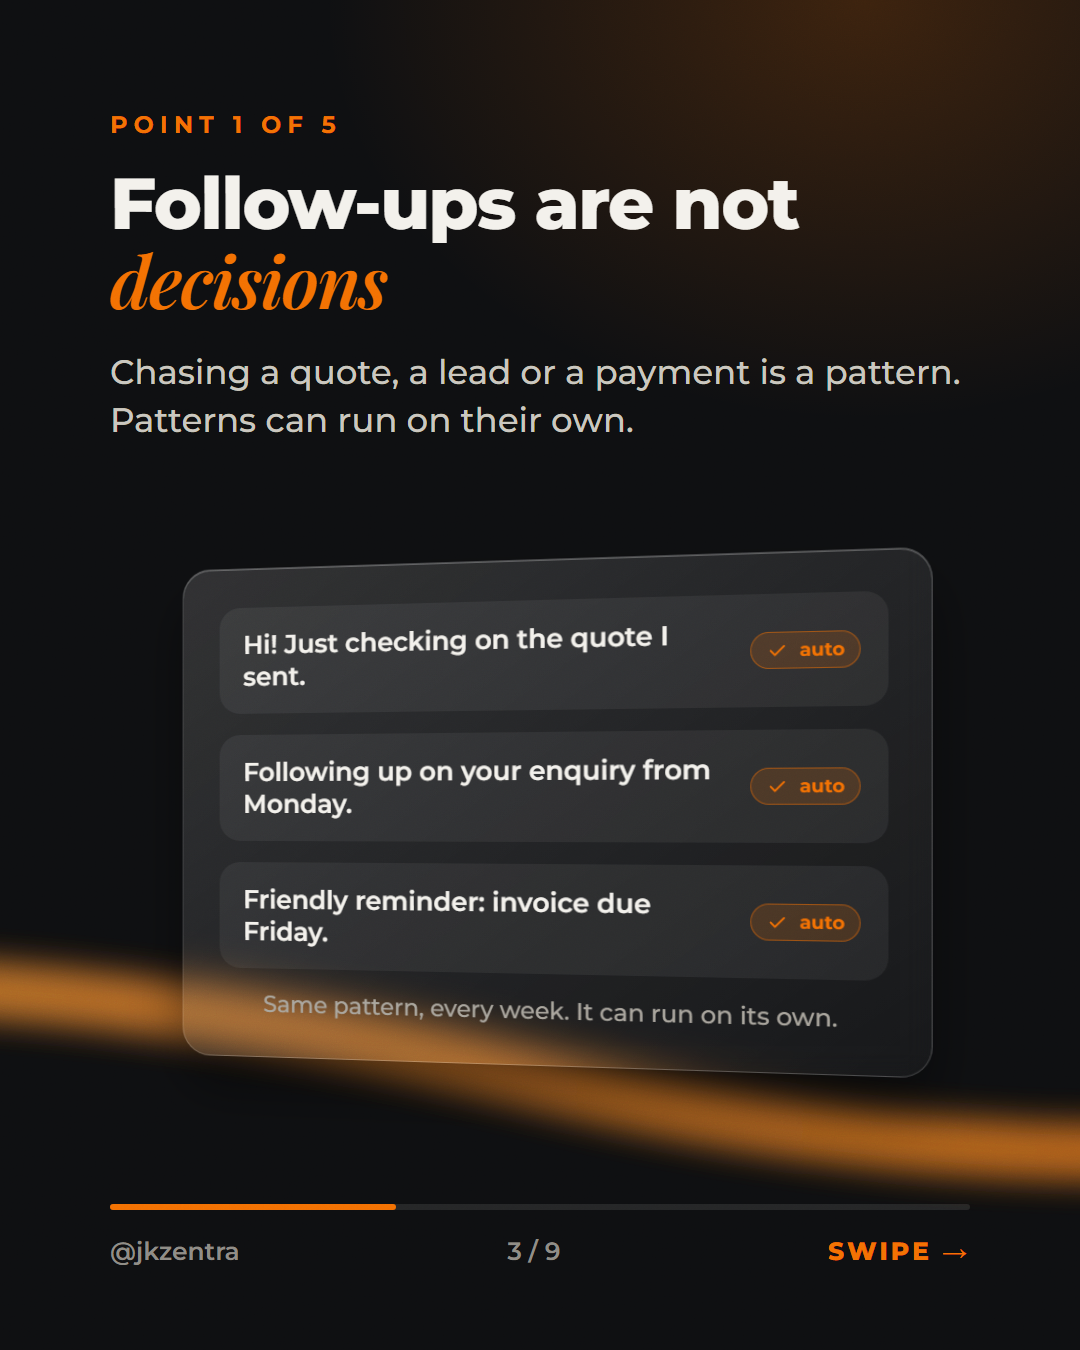 POINT 1 OF 5
Follow-ups are not
decisions
Chasing a quote, a lead or a payment is a pattern.
Patterns can run on their own.
Hi! Just checking on the quote I
sent.
✓ auto
Following up on your enquiry from
Monday.
✓ auto
Friendly reminder: invoice due
Friday.
✓ auto
Same pattern, every week. It can run on its own.
@jkzentra
3 / 9
SWIPE →